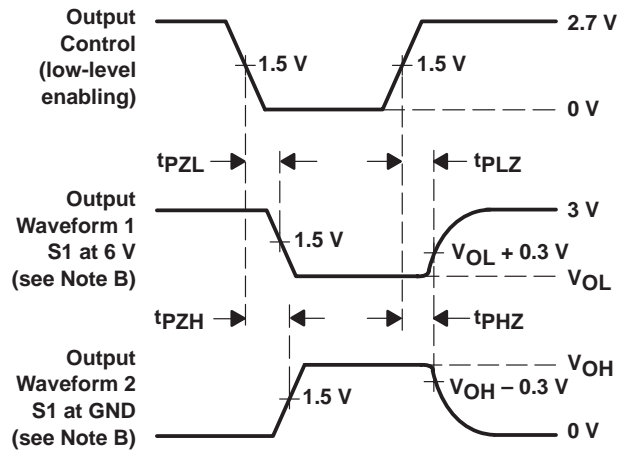 Output
Control
(low-level
enabling)
2.7 V
1.5 V
1.5 V
0 V
tPZL
tPLZ
Output
Waveform 1
S1 at 6 V
(see Note B)
3 V
1.5 V
VOL + 0.3 V
VOL
tPZH
tPHZ
Output
Waveform 2
S1 at GND
(see Note B)
VOH
1.5 V
VOH – 0.3 V
0 V